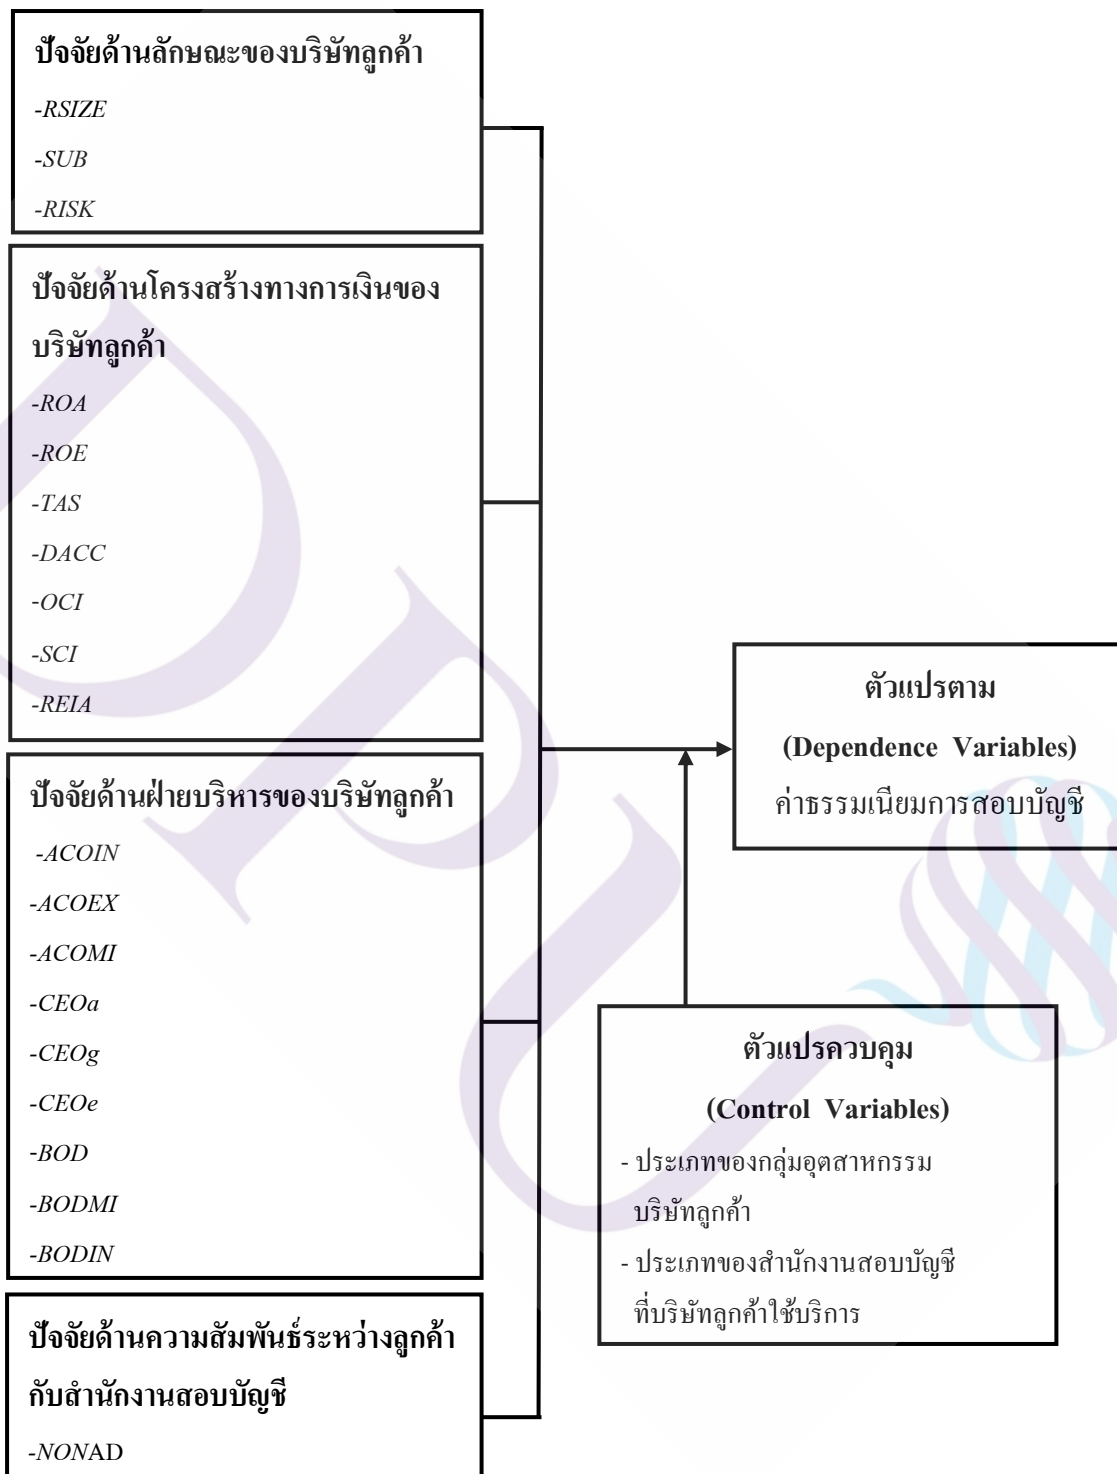 ปัจจัยด้านลักษณะของบริษัทลูกค้า
-RSIZE
-SUB
-RISK
ปัจจัยด้านโครงสร้างทางการเงินของ
บริษัทลูกค้า
-ROA
-ROE
-TAS
-DACC
-OCI
-SCI
-REIA
ปัจจัยด้านฝ่ายบริหารของบริษัทลูกค้า
-ACOIN
-ACOEX
-ACOMI
-CEOa
-CEOg
-CEOe
-BOD
-BODMI
-BODIN
ปัจจัยด้านความสัมพันธ์ระหว่างลูกค้า
กับสำนักงานสอบบัญชี
-NONAD
ตัวแปรตาม
(Dependence Variables)
ค่าธรรมเนียมการสอบบัญชี
ตัวแปรควบคุม
(Control Variables)
- ประเภทของกลุ่มอุตสาหกรรม
บริษัทลูกค้า
- ประเภทของสำนักงานสอบบัญชี
ที่บริษัทลูกค้าใช้บริการ
DPU